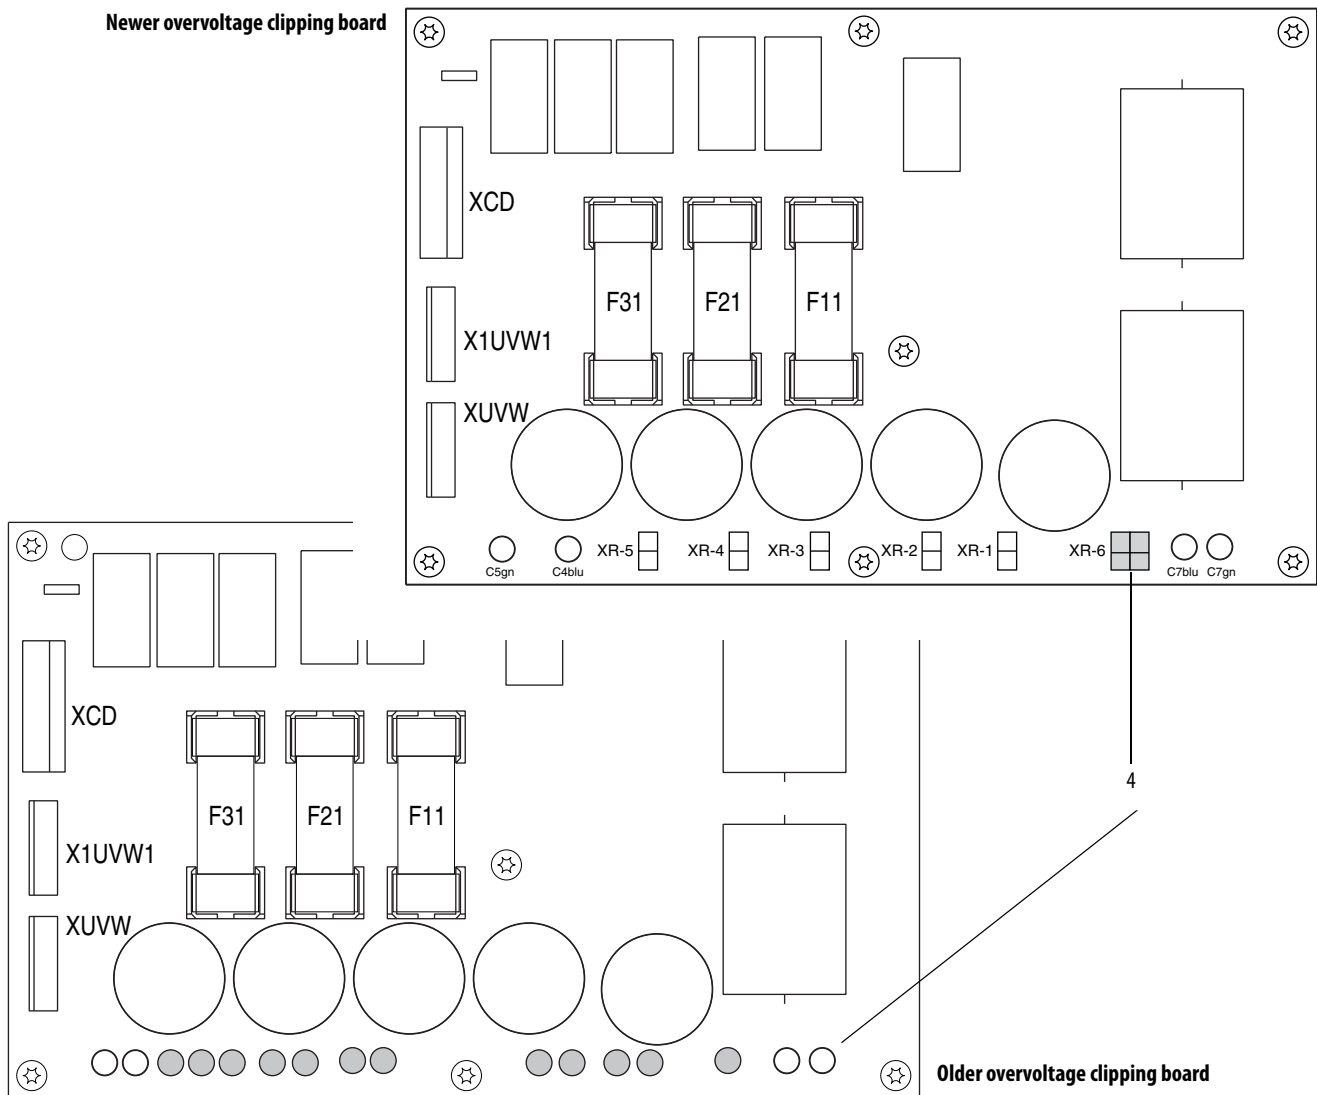 Newer overvoltage clipping board
XCD
F31 F21 F11
X1UVW1
XUVW
XR-5 XR-4 XR-3 XR-2 XR-1 XR-6
C5gn C4blu C7blu C7gn
XCD
4
F31 F21 F11
X1UVW1
XUVW
Older overvoltage clipping board